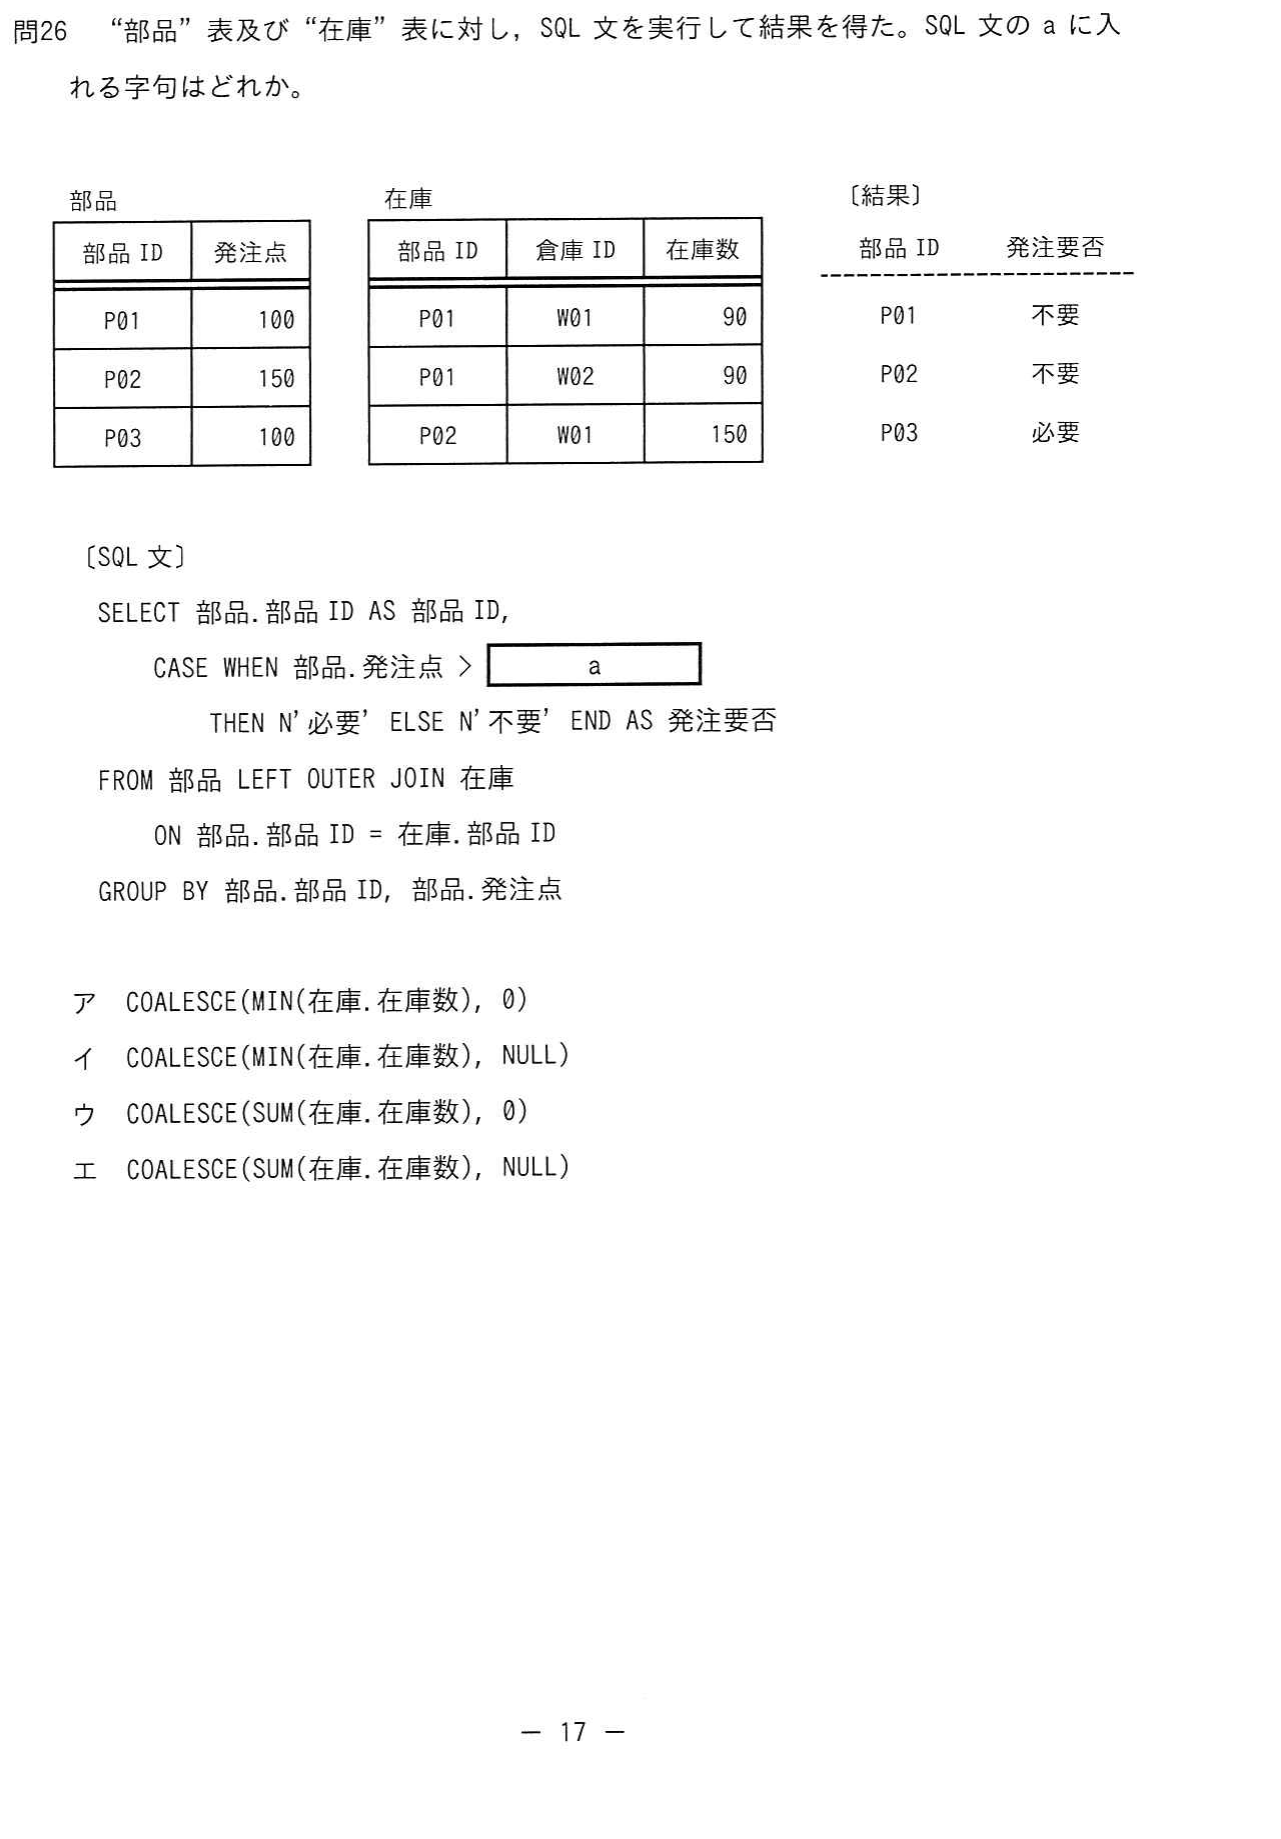 問26 “部品”表及び“在庫”表に対し，SQL 文を実行して結果を得た。SQL 文の a に入
れる字句はどれか。
部品
部品 ID 発注点
P01 100
P02 150
P03 100
在庫
部品 ID 倉庫 ID 在庫数
P01 W01 90
P01 W02 90
P02 W01 150
〔結果〕
部品 ID 発注要否
P01 不要
P02 不要
P03 必要
〔SQL 文〕
SELECT 部品.部品 ID AS 部品 ID,
CASE WHEN 部品.発注点 > a
THEN N'必要' ELSE N'不要' END AS 発注要否
FROM 部品 LEFT OUTER JOIN 在庫
ON 部品.部品 ID = 在庫.部品 ID
GROUP BY 部品.部品 ID, 部品.発注点
ア COALESCE(MIN(在庫.在庫数), 0)
イ COALESCE(MIN(在庫.在庫数), NULL)
ウ COALESCE(SUM(在庫.在庫数), 0)
エ COALESCE(SUM(在庫.在庫数), NULL)
— 17 —